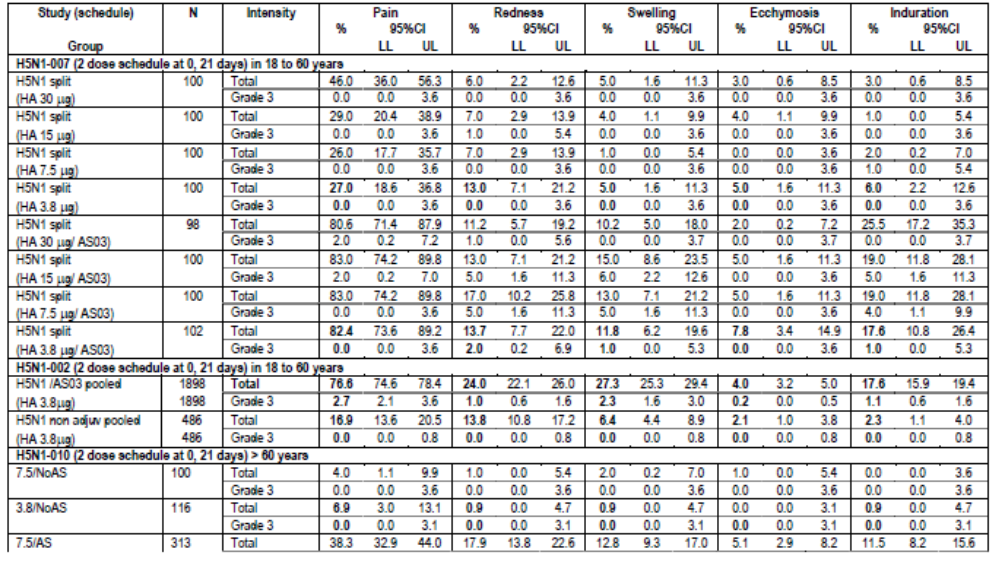 Study (schedule) N Intensity Pain Redness Swelling Ecchymosis Induration
% 95%CI % 95%CI % 95%CI % 95%CI % 95%CI
Group LL UL LL UL LL UL LL UL LL UL
H5N1-007 (2 dose schedule at 0, 21 days) in 18 to 60 years
H5N1 split 100 Total 46.0 36.0 56.3 6.0 2.2 12.6 5.0 1.6 11.3 3.0 0.6 8.5 3.0 0.6 8.5
(HA 30 µg) Grade 3 0.0 0.0 3.6 0.0 0.0 3.6 0.0 0.0 3.6 0.0 0.0 3.6 0.0 0.0 3.6
H5N1 split 100 Total 29.0 20.4 38.9 7.0 2.9 13.9 4.0 1.1 9.9 4.0 1.1 9.9 1.0 0.0 5.4
(HA 15 µg) Grade 3 0.0 0.0 3.6 1.0 0.0 5.4 0.0 0.0 3.6 0.0 0.0 3.6 0.0 0.0 3.6
H5N1 split 100 Total 26.0 17.7 35.7 7.0 2.9 13.9 1.0 0.0 5.4 0.0 0.0 3.6 2.0 0.2 7.0
(HA 7.5 µg) Grade 3 0.0 0.0 3.6 0.0 0.0 3.6 0.0 0.0 3.6 0.0 0.0 3.6 1.0 0.0 5.4
H5N1 split 100 Total 27.0 18.6 36.8 13.0 7.1 21.2 5.0 1.6 11.3 5.0 1.6 11.3 6.0 2.2 12.6
(HA 3.8 µg) Grade 3 0.0 0.0 3.6 0.0 0.0 3.6 0.0 0.0 3.6 0.0 0.0 3.6 0.0 0.0 3.6
H5N1 split 98 Total 80.6 71.4 87.9 11.2 5.7 19.2 10.2 5.0 18.0 2.0 0.2 7.2 25.5 17.2 35.3
(HA 30 µg/ AS03) Grade 3 2.0 0.2 7.2 1.0 0.0 5.6 0.0 0.0 3.7 0.0 0.0 3.7 0.0 0.0 3.7
H5N1 split 100 Total 83.0 74.2 89.8 13.0 7.1 21.2 15.0 8.6 23.5 5.0 1.6 11.3 19.0 11.8 28.1
(HA 15 µg/ AS03) Grade 3 2.0 0.2 7.0 5.0 1.6 11.3 6.0 2.2 12.6 0.0 0.0 3.6 5.0 1.6 11.3
H5N1 split 100 Total 83.0 74.2 89.8 17.0 10.2 25.8 13.0 7.1 21.2 5.0 1.6 11.3 19.0 11.8 28.1
(HA 7.5 µg/ AS03) Grade 3 0.0 0.0 3.6 5.0 1.6 11.3 5.0 1.6 11.3 0.0 0.0 3.6 4.0 1.1 9.9
H5N1 split 102 Total 82.4 73.6 89.2 13.7 7.7 22.0 11.8 6.2 19.6 7.8 3.4 14.9 17.6 10.8 26.4
(HA 3.8 µg/ AS03) Grade 3 0.0 0.0 3.6 2.0 0.2 6.9 1.0 0.0 5.3 0.0 0.0 3.6 1.0 0.0 5.3
H5N1-002 (2 dose schedule at 0, 21 days) in 18 to 60 years
H5N1 /AS03 pooled 1898 Total 76.6 74.6 78.4 24.0 22.1 26.0 27.3 25.3 29.4 4.0 3.2 5.0 17.6 15.9 19.4
(HA 3.8µg) 1898 Grade 3 2.7 2.1 3.6 1.0 0.6 1.6 2.3 1.6 3.0 0.2 0.0 0.5 1.1 0.6 1.6
H5N1 non adjuv pooled 486 Total 16.9 13.6 20.5 13.8 10.8 17.2 6.4 4.4 8.9 2.1 1.0 3.8 2.3 1.1 4.0
(HA 3.8µg) 486 Grade 3 0.0 0.0 0.8 0.0 0.0 0.8 0.0 0.0 0.8 0.0 0.0 0.8 0.0 0.0 0.8
H5N1-010 (2 dose schedule at 0, 21 days) > 60 years
7.5/NoAS 100 Total 4.0 1.1 9.9 1.0 0.0 5.4 2.0 0.2 7.0 1.0 0.0 5.4 0.0 0.0 3.6
Grade 3 0.0 0.0 3.6 0.0 0.0 3.6 0.0 0.0 3.6 0.0 0.0 3.6 0.0 0.0 3.6
3.8/NoAS 116 Total 6.9 3.0 13.1 0.9 0.0 4.7 0.9 0.0 4.7 0.0 0.0 3.1 0.9 0.0 4.7
Grade 3 0.0 0.0 3.1 0.0 0.0 3.1 0.0 0.0 3.1 0.0 0.0 3.1 0.0 0.0 3.1
7.5/AS 313 Total 38.3 32.9 44.0 17.9 13.8 22.6 12.8 9.3 17.0 5.1 2.9 8.2 11.5 8.2 15.6